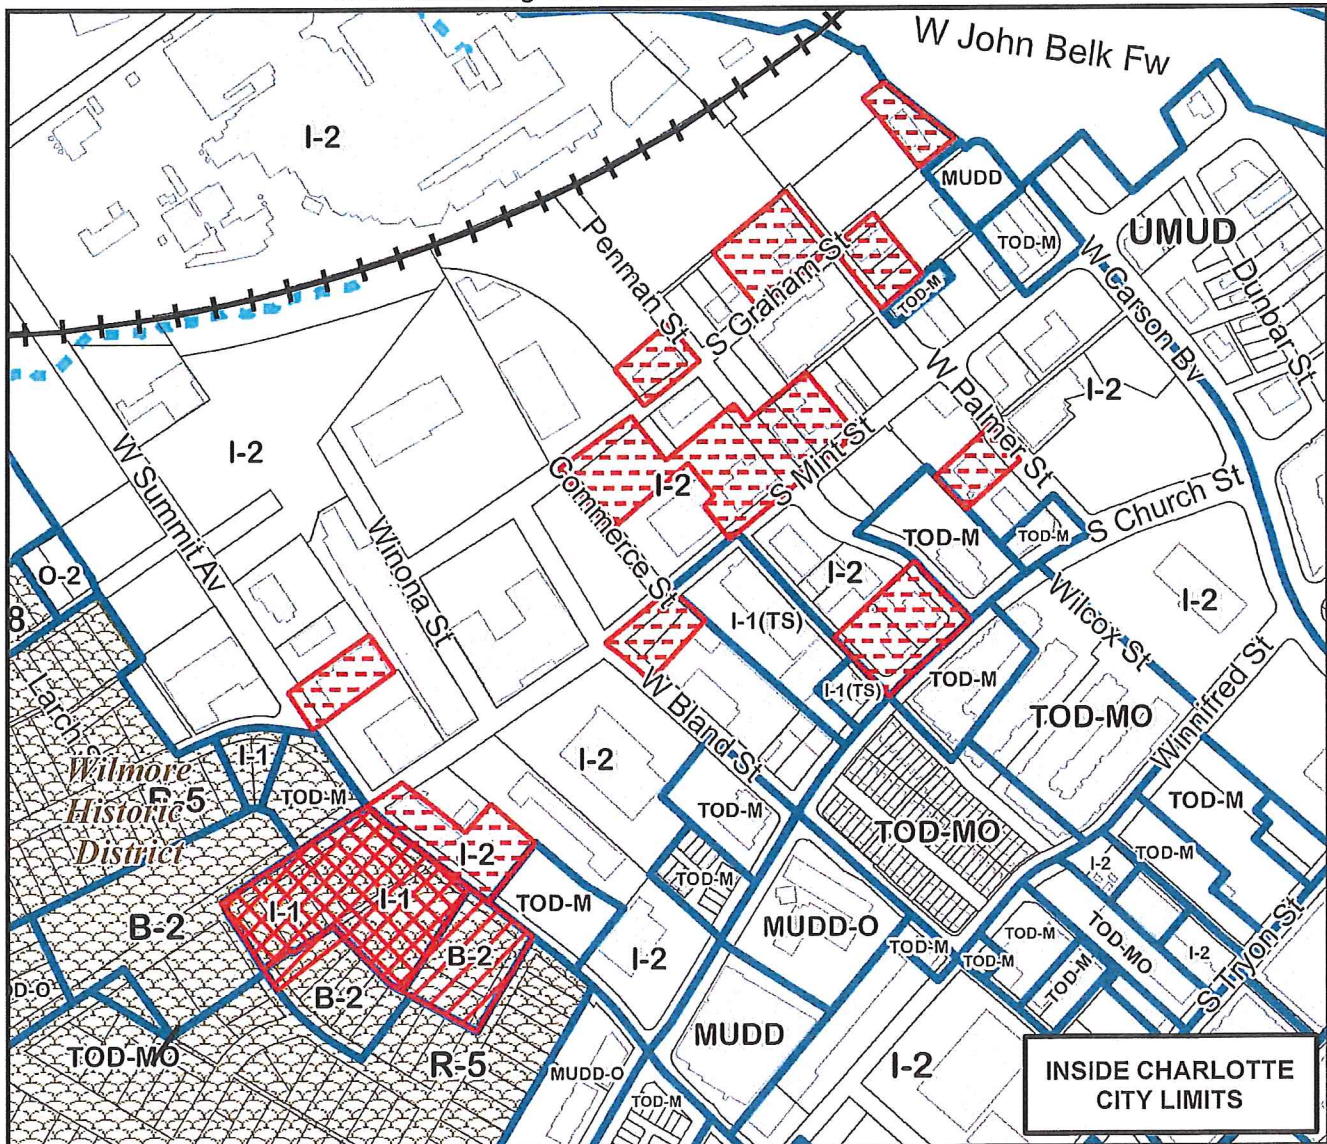 W John Belk Fw
I-2
MUDD
UMUD
TOD-M
Penman St
S Graham St
TOD-M
W Carson Bv
Dunbar St
I-2
W Palmer St
I-2
W Summit Av
Commerce St
I-2
S Mint St
S Church St
TOD-M
TOD-M
Winona St
I-2
O-2
8
I-1(TS)
Wilcox St
I-2
Larch
I-1(TS)
TOD-M
W Bland St
TOD-MO
Winnifred St
I-1
Wilmore
Historic
District
R-5
TOD-M
I-2
TOD-M
TOD-M
TOD-MO
I-2
I-2
TOD-M
TOD-M
I-1
I-1
TOD-M
B-2
MUDD-O
TOD-M
TOD-M
TOD-M
TOD-MO
I-2
S Tryon St
B-2
I-2
TOD-M
D-O
B-2
MUDD
TOD-MO
R-5
MUDD-O
I-2
TOD-M
INSIDE CHARLOTTE
CITY LIMITS